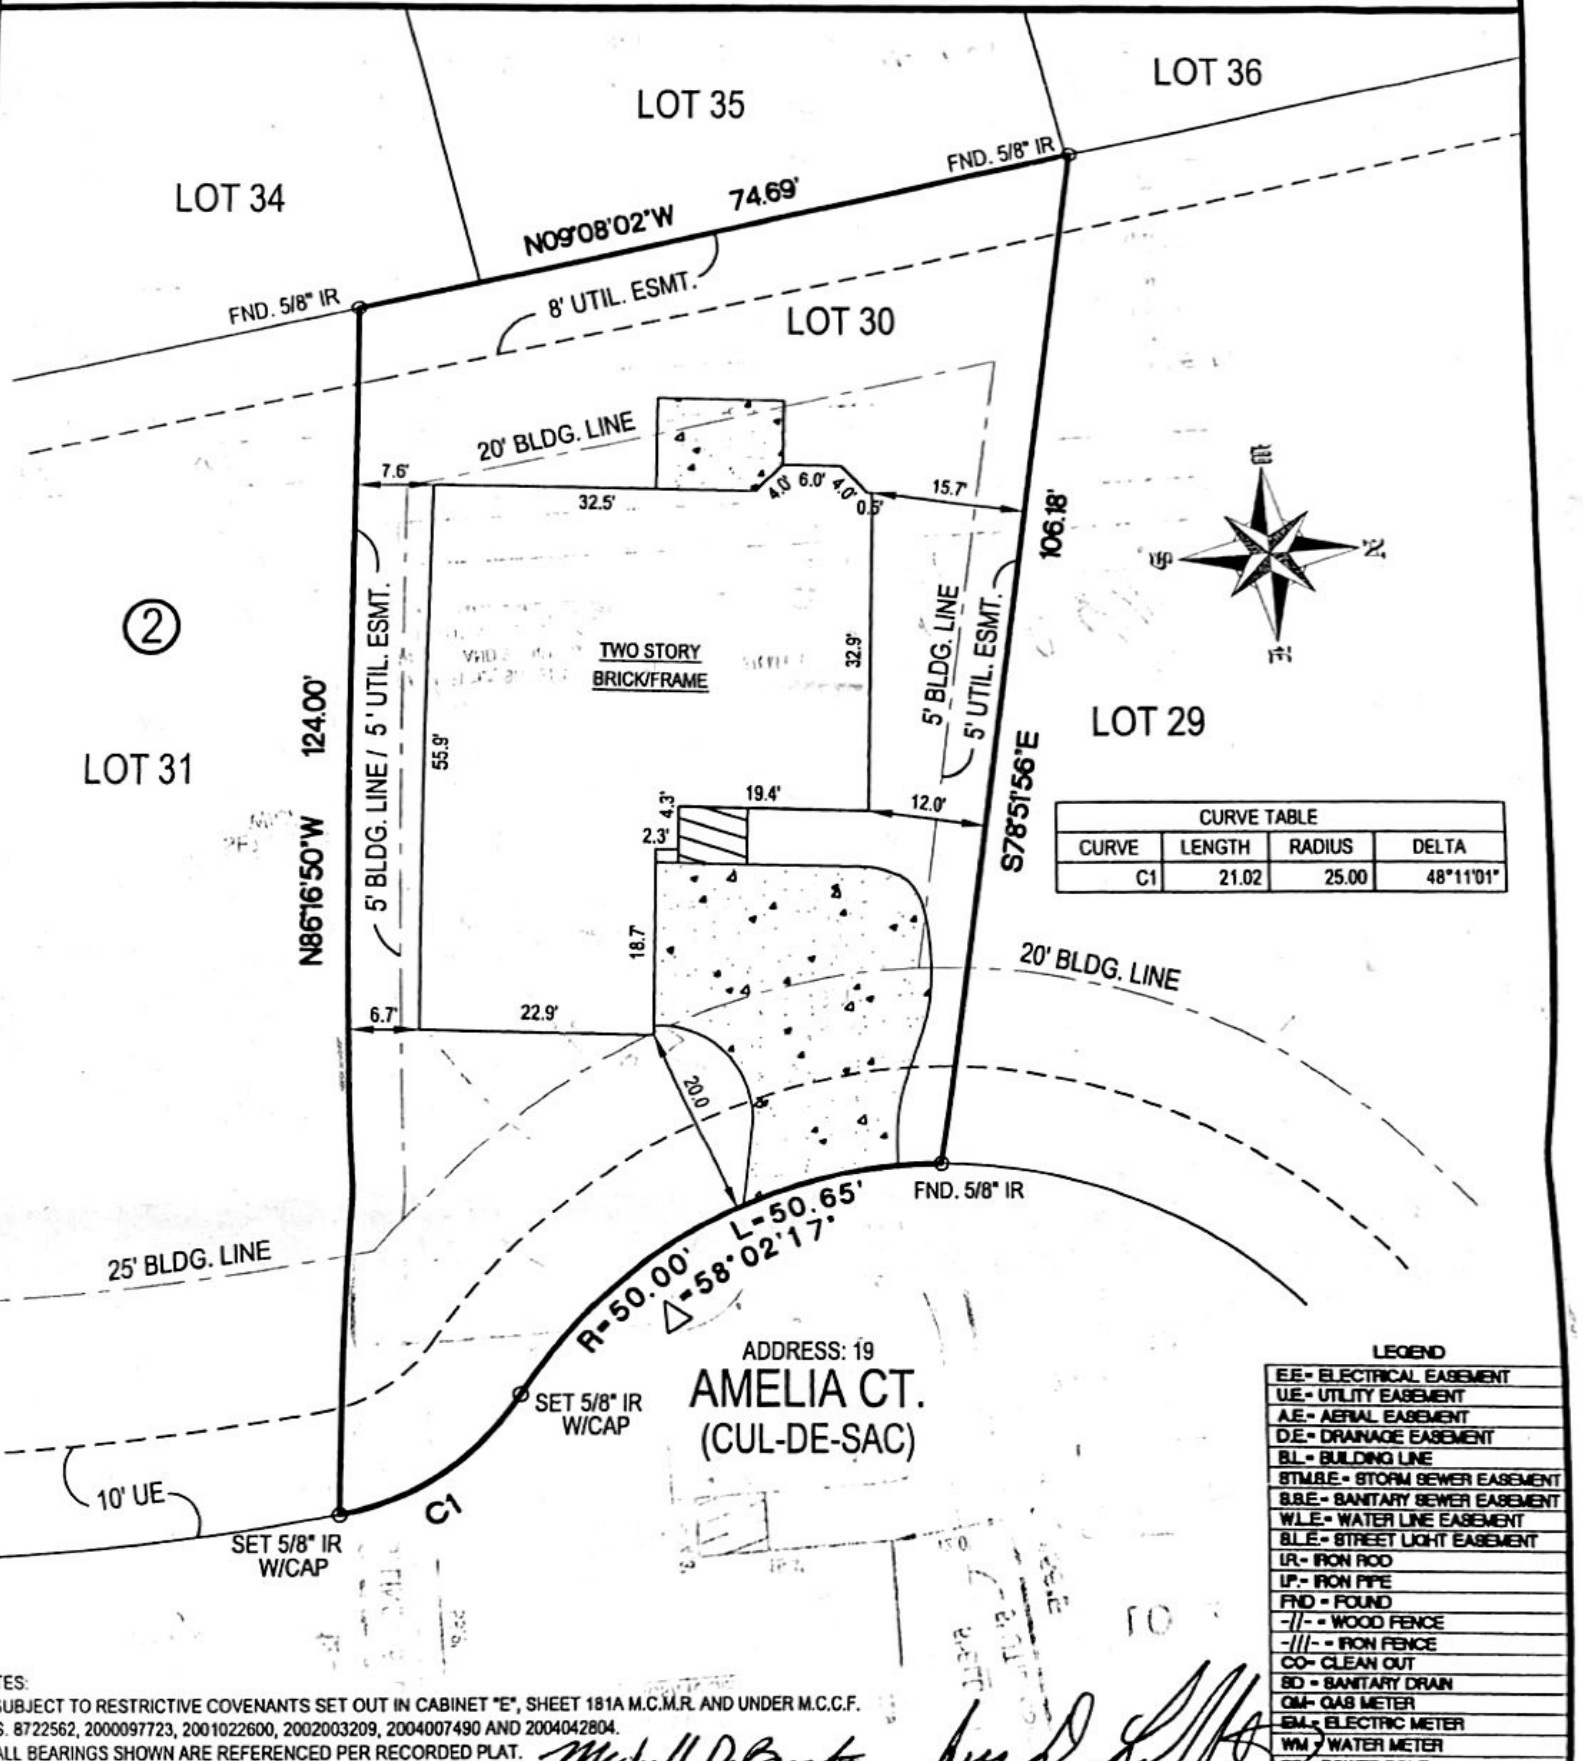 LOT 36
LOT 35
FND. 5/8" IR
LOT 34
74.69'
N09°08'02"W
8' UTIL. ESMT.
FND. 5/8" IR
LOT 30
20' BLDG. LINE
7.6'
32.5'
4.0'
6.0'
4.0'
0.5'
15.7'
106.18'
2
5' BLDG. LINE / 5' UTIL. ESMT.
TWO STORY
BRICK/FRAME
32.9'
5' BLDG. LINE
5' UTIL. ESMT.
124.00'
LOT 31
55.9'
LOT 29
S78°51'56"E
N86°16'50"W
4.3'
19.4'
12.0'
2.3'
CURVE TABLE
CURVE LENGTH RADIUS DELTA
C1 21.02 25.00 48°11'01"
18.7'
20' BLDG. LINE
6.7'
22.9'
20.0
FND. 5/8" IR
L=50.65'
R=50.00'
△=58°02'17"
25' BLDG. LINE
ADDRESS: 19
AMELIA CT.
(CUL-DE-SAC)
SET 5/8" IR
W/CAP
10' UE
C1
SET 5/8" IR
W/CAP
LEGEND
E.E.- ELECTRICAL EASEMENT
U.E.- UTILITY EASEMENT
A.E.- AERIAL EASEMENT
D.E.- DRAINAGE EASEMENT
B.L.- BUILDING LINE
STM.S.E.- STORM SEWER EASEMENT
S.S.E.- SANITARY SEWER EASEMENT
W.L.E.- WATER LINE EASEMENT
S.L.E.- STREET LIGHT EASEMENT
I.R.- IRON ROD
I.P.- IRON PIPE
FND - FOUND
-//- - WOOD FENCE
-///- - IRON FENCE
CO- CLEAN OUT
SD - SANITARY DRAIN
GM- GAS METER
EM - ELECTRIC METER
WM - WATER METER
TES:
SUBJECT TO RESTRICTIVE COVENANTS SET OUT IN CABINET "E", SHEET 181A M.C.M.R. AND UNDER M.C.C.F.
S. 8722562, 2000097723, 2001022600, 2002003209, 2004007490 AND 2004042804.
ALL BEARINGS SHOWN ARE REFERENCED PER RECORDED PLAT.